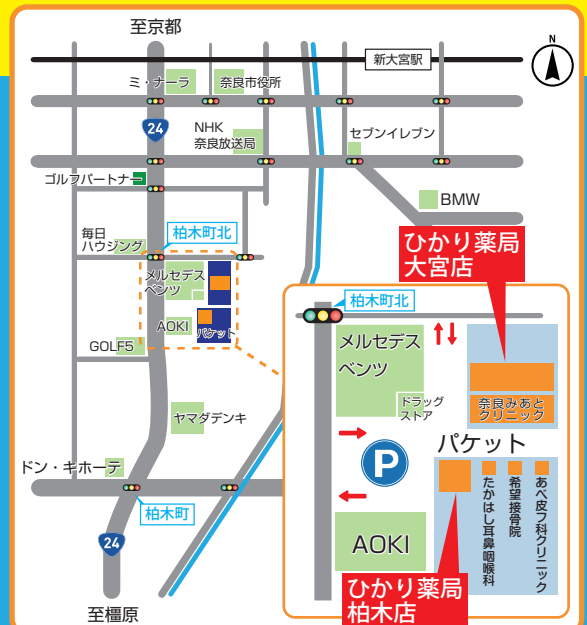 至京都
N
新大宮駅
ミ・ナーラ
奈良市役所
24
NHK
奈良放送局
セブンイレブン
ゴルフパートナー
BMW
毎日
ハウジング
柏木町北
ひかり薬局
大宮店
メルセデス
ベンツ
AOKI
パケット
GOLF5
柏木町北
メルセデス
ベンツ
ドラッグ
ストア
奈良みあと
クリニック
ヤマダデンキ
パケット
P
ドン・キホーテ
たかはし耳鼻咽喉科
希望接骨院
あべ皮フ科クリニック
柏木町
24
AOKI
ひかり薬局
柏木店
至橿原